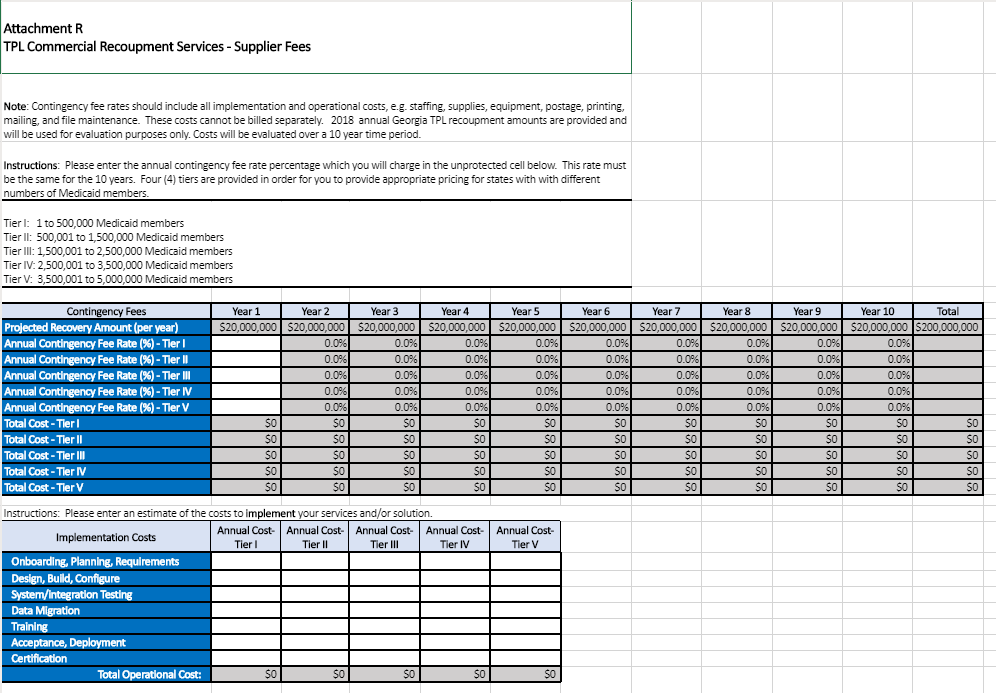 Attachment R
TPL Commercial Recoupment Services - Supplier Fees
Note: Contingency fee rates should include all implementation and operational costs, e.g. staffing, supplies, equipment, postage, printing,
mailing, and file maintenance. These costs cannot be billed separately. 2018 annual Georgia TPL recoupment amounts are provided and
will be used for evaluation purposes only. Costs will be evaluated over a 10 year time period.
Instructions: Please enter the annual contingency fee rate percentage which you will charge in the unprotected cell below. This rate must
be the same for the 10 years. Four (4) tiers are provided in order for you to provide appropriate pricing for states with with different
numbers of Medicaid members.
Tier I: 1 to 500,000 Medicaid members
Tier II: 500,001 to 1,500,000 Medicaid members
Tier III: 1,500,001 to 2,500,000 Medicaid members
Tier IV: 2,500,001 to 3,500,000 Medicaid members
Tier V: 3,500,001 to 5,000,000 Medicaid members
Contingency Fees Year 1 Year 2 Year 3 Year 4 Year 5 Year 6 Year 7 Year 8 Year 9 Year 10 Total
Projected Recovery Amount (per year) $20,000,000 $20,000,000 $20,000,000 $20,000,000 $20,000,000 $20,000,000 $20,000,000 $20,000,000 $20,000,000 $20,000,000 $200,000,000
Annual Contingency Fee Rate (%) - Tier I 0.0% 0.0% 0.0% 0.0% 0.0% 0.0% 0.0% 0.0% 0.0%
Annual Contingency Fee Rate (%) - Tier II 0.0% 0.0% 0.0% 0.0% 0.0% 0.0% 0.0% 0.0% 0.0%
Annual Contingency Fee Rate (%) - Tier III 0.0% 0.0% 0.0% 0.0% 0.0% 0.0% 0.0% 0.0% 0.0%
Annual Contingency Fee Rate (%) - Tier IV 0.0% 0.0% 0.0% 0.0% 0.0% 0.0% 0.0% 0.0% 0.0%
Annual Contingency Fee Rate (%) - Tier V 0.0% 0.0% 0.0% 0.0% 0.0% 0.0% 0.0% 0.0% 0.0%
Total Cost - Tier I $0 $0 $0 $0 $0 $0 $0 $0 $0 $0 $0
Total Cost - Tier II $0 $0 $0 $0 $0 $0 $0 $0 $0 $0 $0
Total Cost - Tier III $0 $0 $0 $0 $0 $0 $0 $0 $0 $0 $0
Total Cost - Tier IV $0 $0 $0 $0 $0 $0 $0 $0 $0 $0 $0
Total Cost - Tier V $0 $0 $0 $0 $0 $0 $0 $0 $0 $0 $0
Instructions: Please enter an estimate of the costs to implement your services and/or solution.
Implementation Costs Annual Cost- Annual Cost- Annual Cost- Annual Cost- Annual Cost-
Tier I Tier II Tier III Tier IV Tier V
Onboarding, Planning, Requirements
Design, Build, Configure
System/Integration Testing
Data Migration
Training
Acceptance, Deployment
Certification
Total Operational Cost: $0 $0 $0 $0 $0